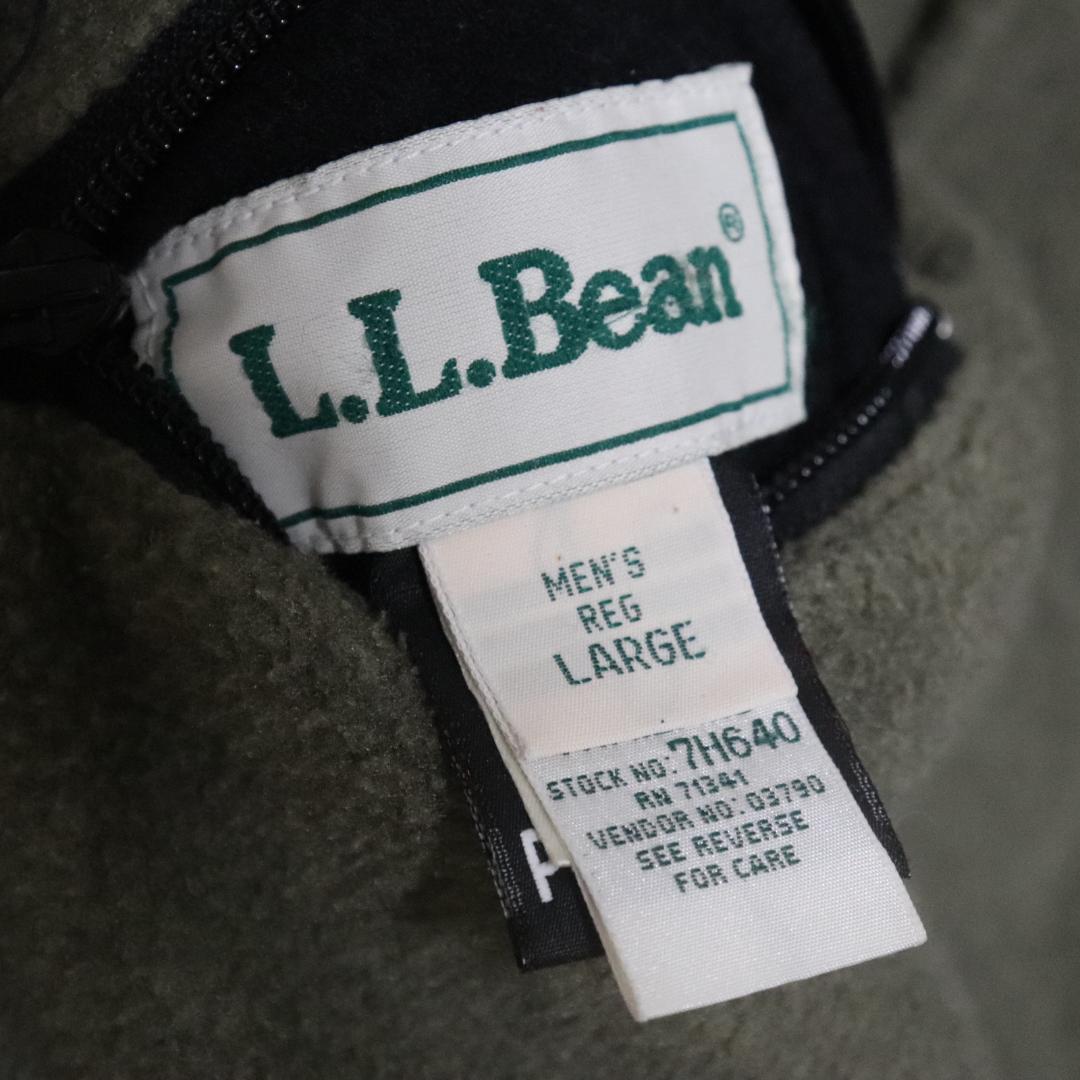 L.L.Bean®
MEN'S
REG
LARGE
STOCK NO: 7H640
RN 71341
VENDOR NO: 03790
SEE REVERSE
FOR CARE
P